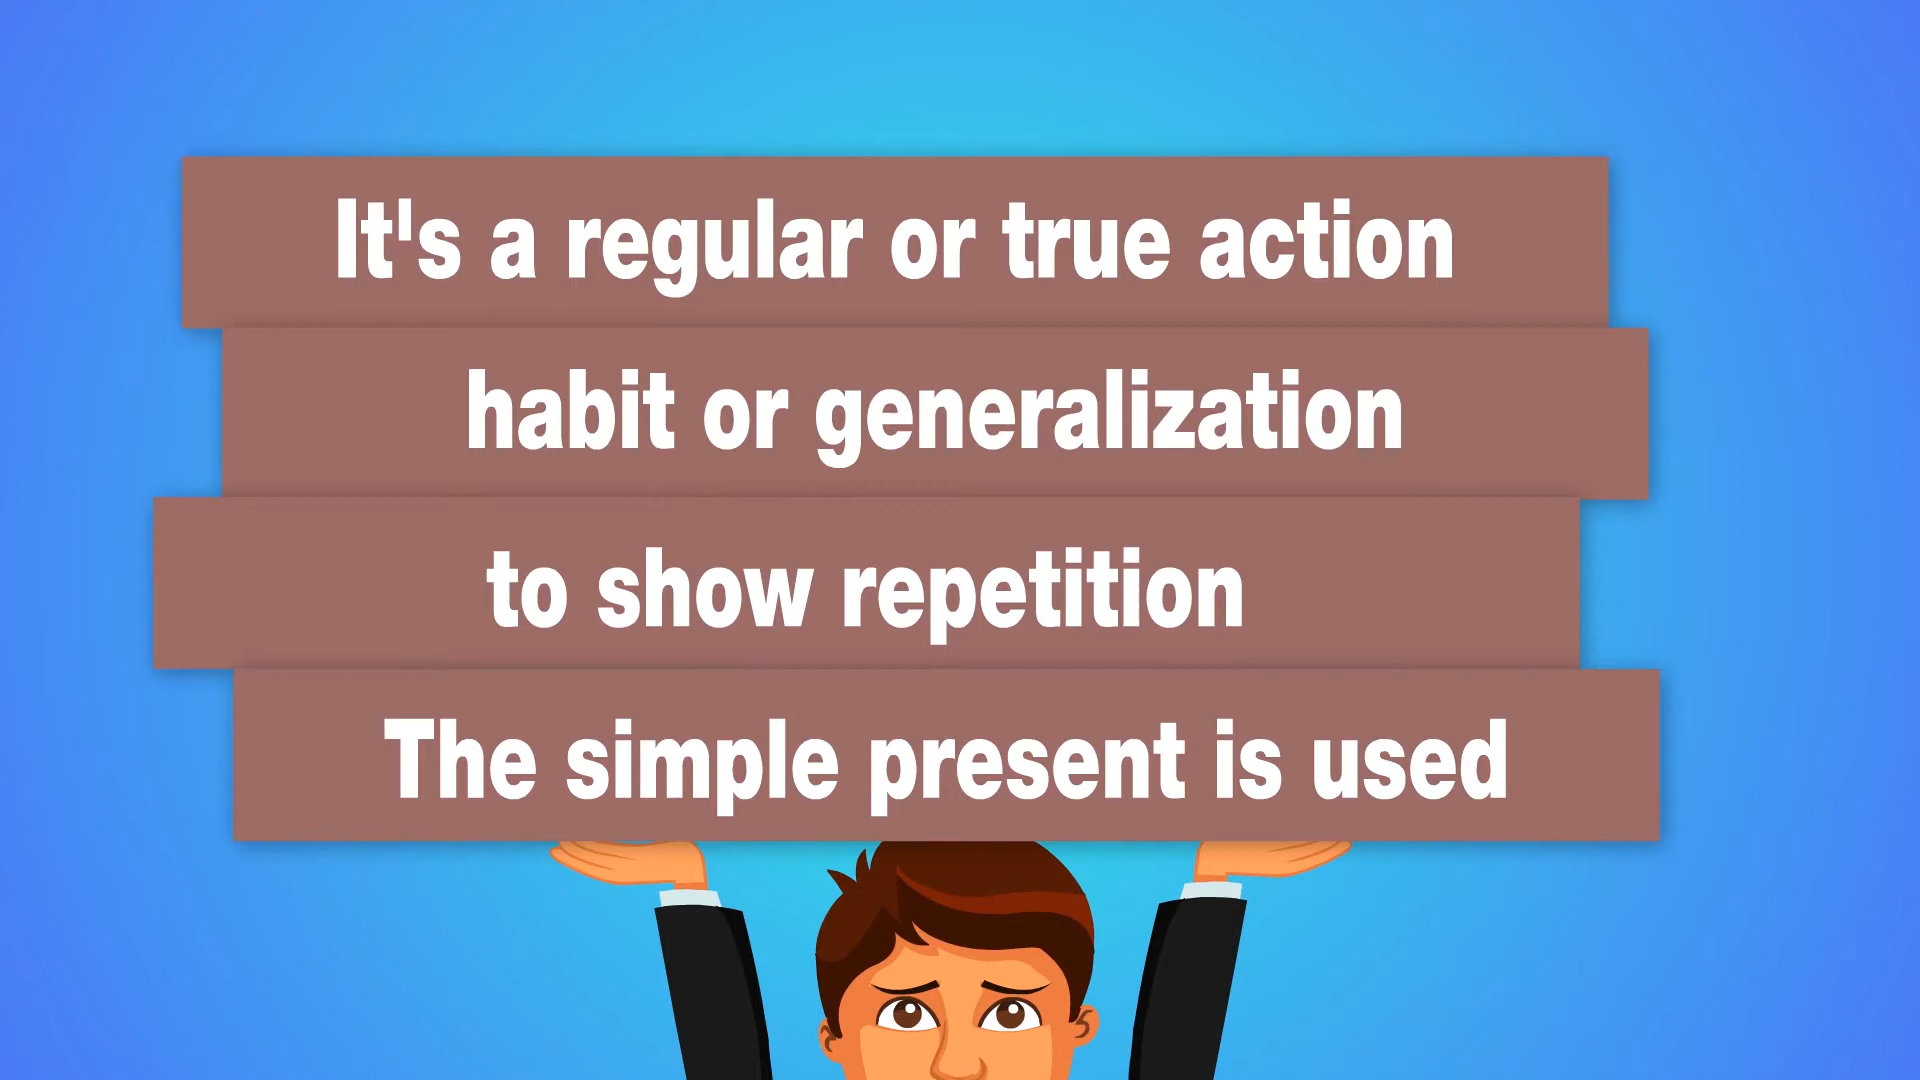 It's a regular or true action
habit or generalization
to show repetition
The simple present is used